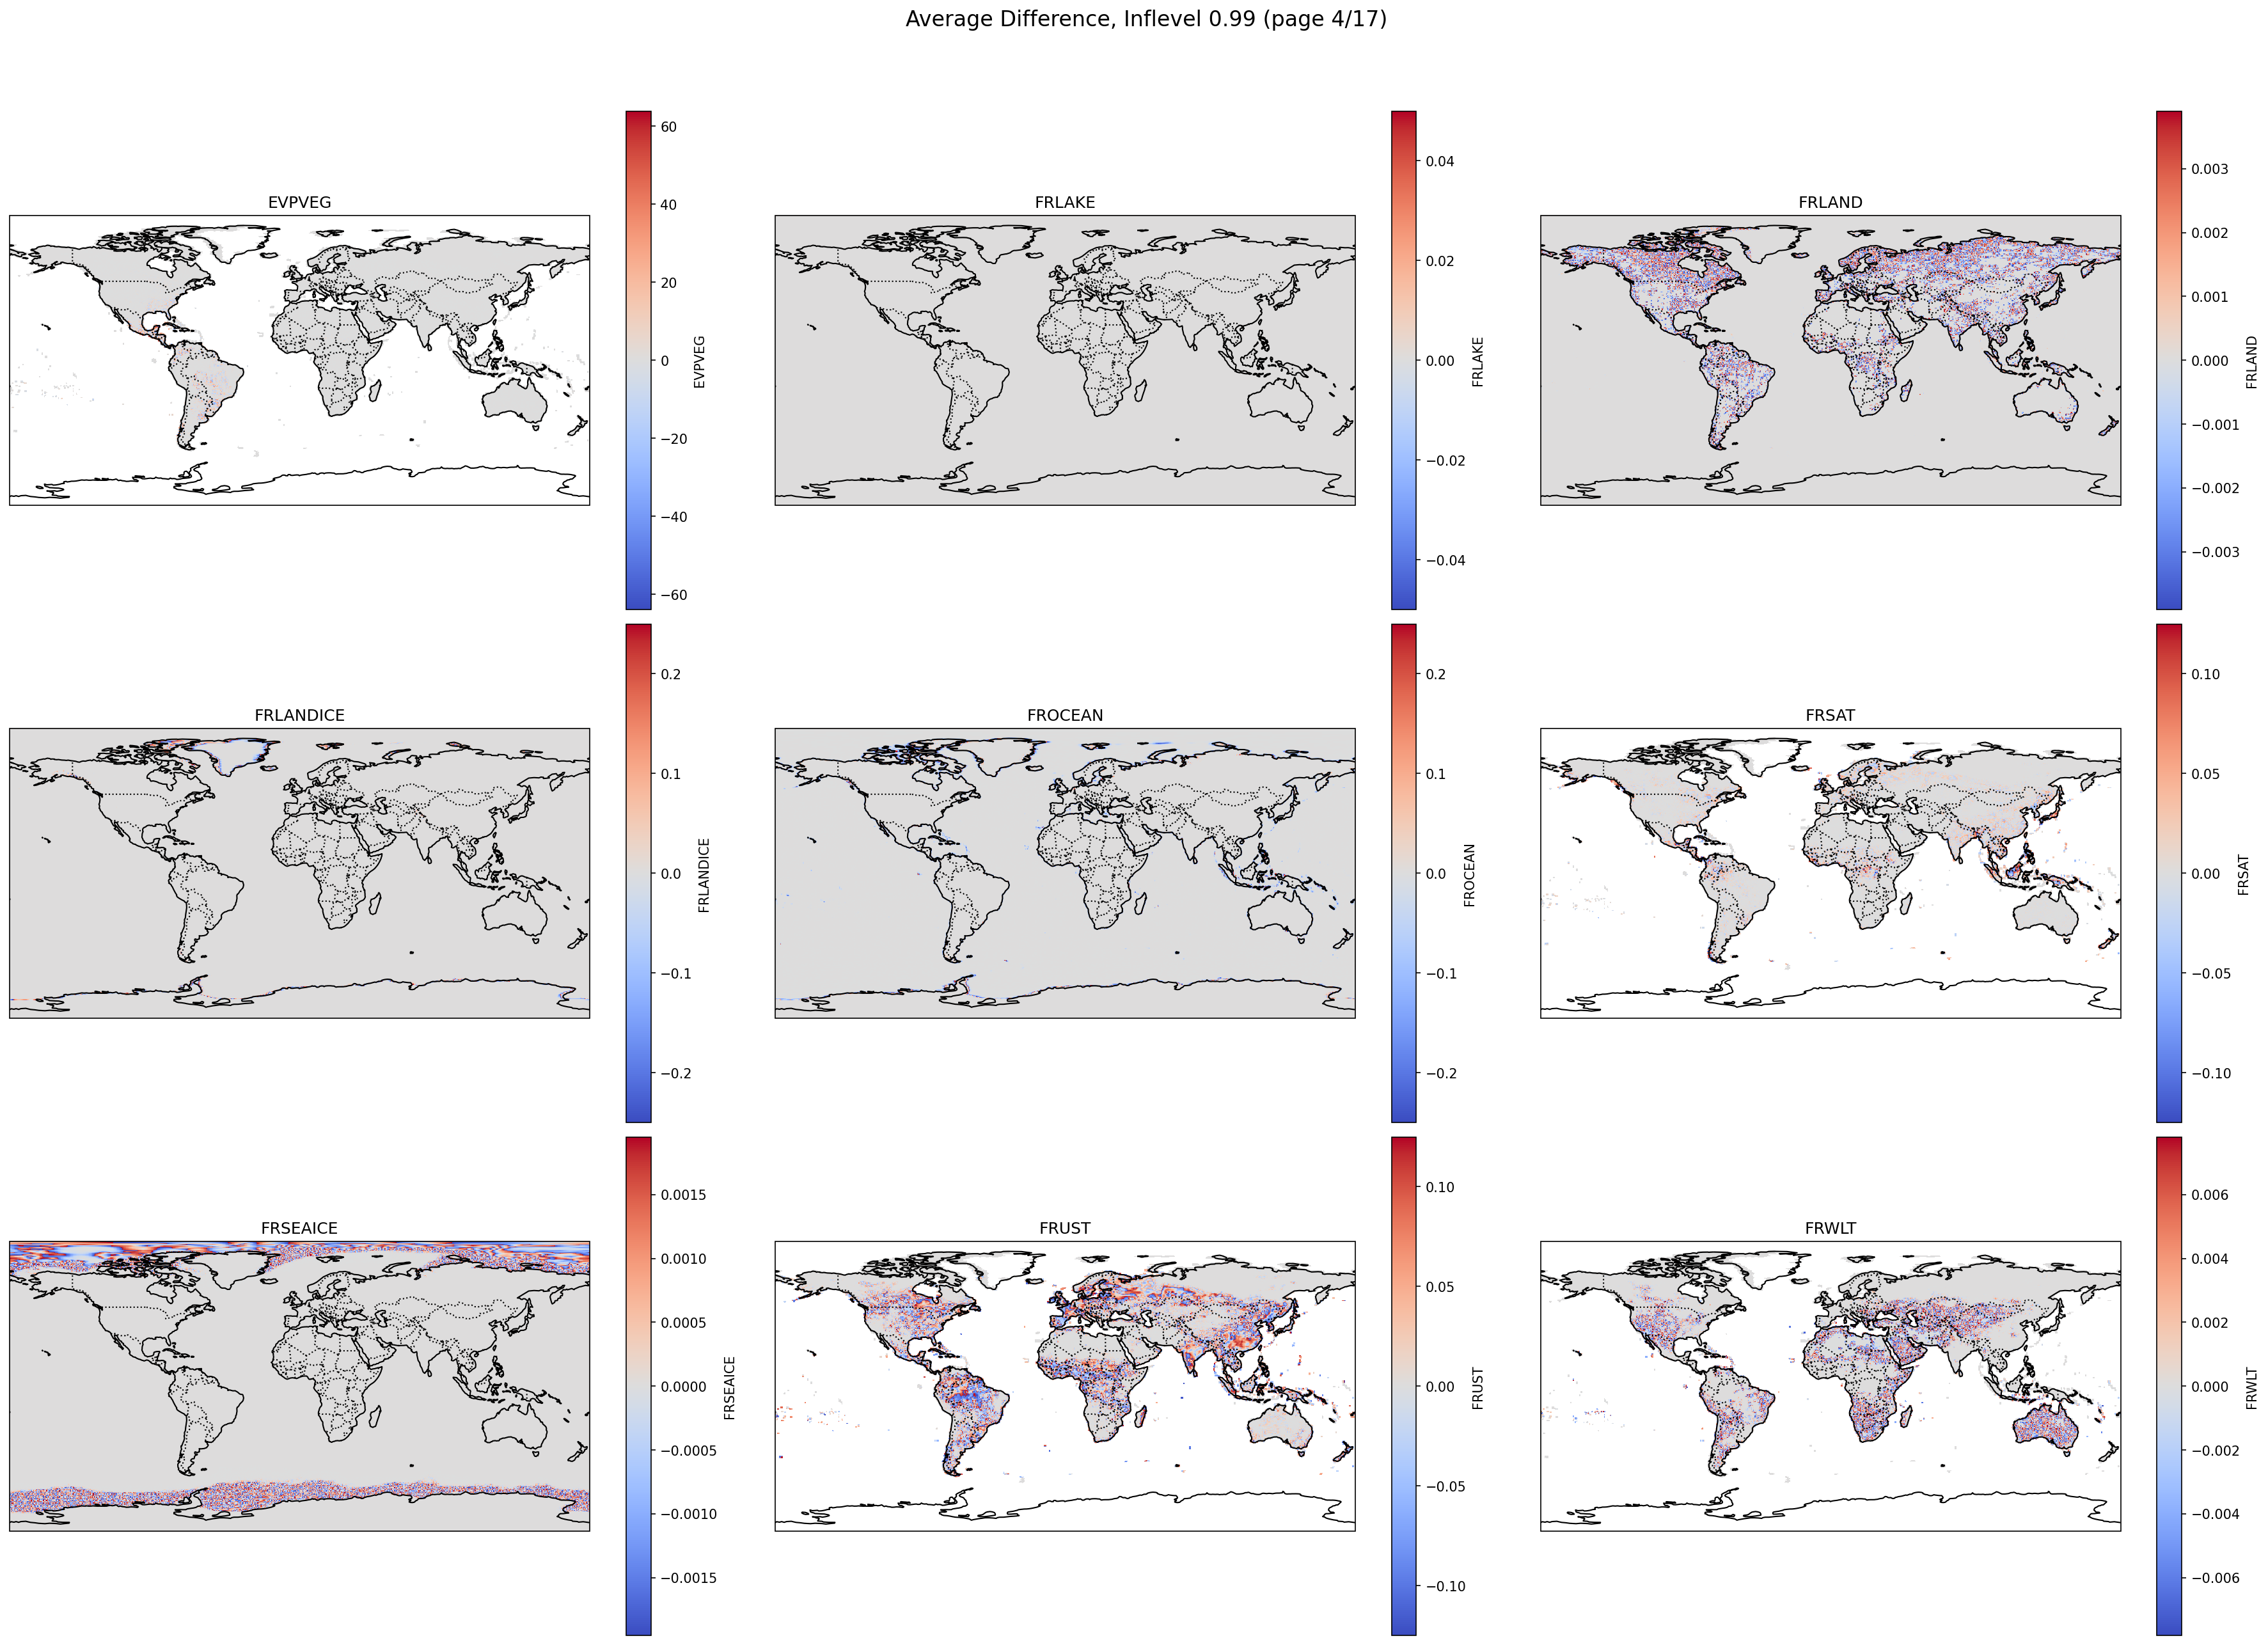 Average Difference, Inflevel 0.99 (page 4/17)
EVPVEG
60
40
20
0
−20
−40
−60
EVPVEG
FRLAKE
0.04
0.02
0.00
−0.02
−0.04
FRLAKE
FRLAND
0.003
0.002
0.001
0.000
−0.001
−0.002
−0.003
FRLAND
FRLANDICE
0.2
0.1
0.0
−0.1
−0.2
FRLANDICE
FROCEAN
0.2
0.1
0.0
−0.1
−0.2
FROCEAN
FRSAT
0.10
0.05
0.00
−0.05
−0.10
FRSAT
FRSEAICE
0.0015
0.0010
0.0005
0.0000
−0.0005
−0.0010
−0.0015
FRSEAICE
FRUST
0.10
0.05
0.00
−0.05
−0.10
FRUST
FRWLT
0.006
0.004
0.002
0.000
−0.002
−0.004
−0.006
FRWLT